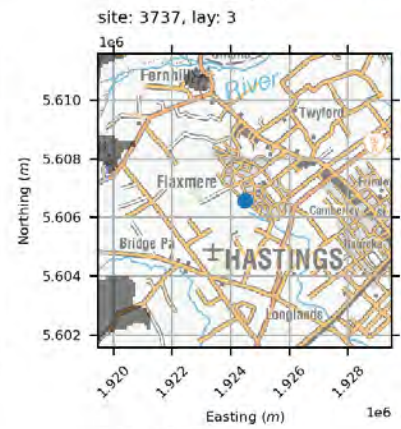 site: 3737, lay: 3
1e6
Fernhill
River
5.610
Twyford
5.608
Flaxmere
Camberley
5.606
Bridge Pa
HASTINGS
5.604
Longlands
5.602
Northing (m)
1.920
1.922
1.924
1.926
1.928
Easting (m)
1e6